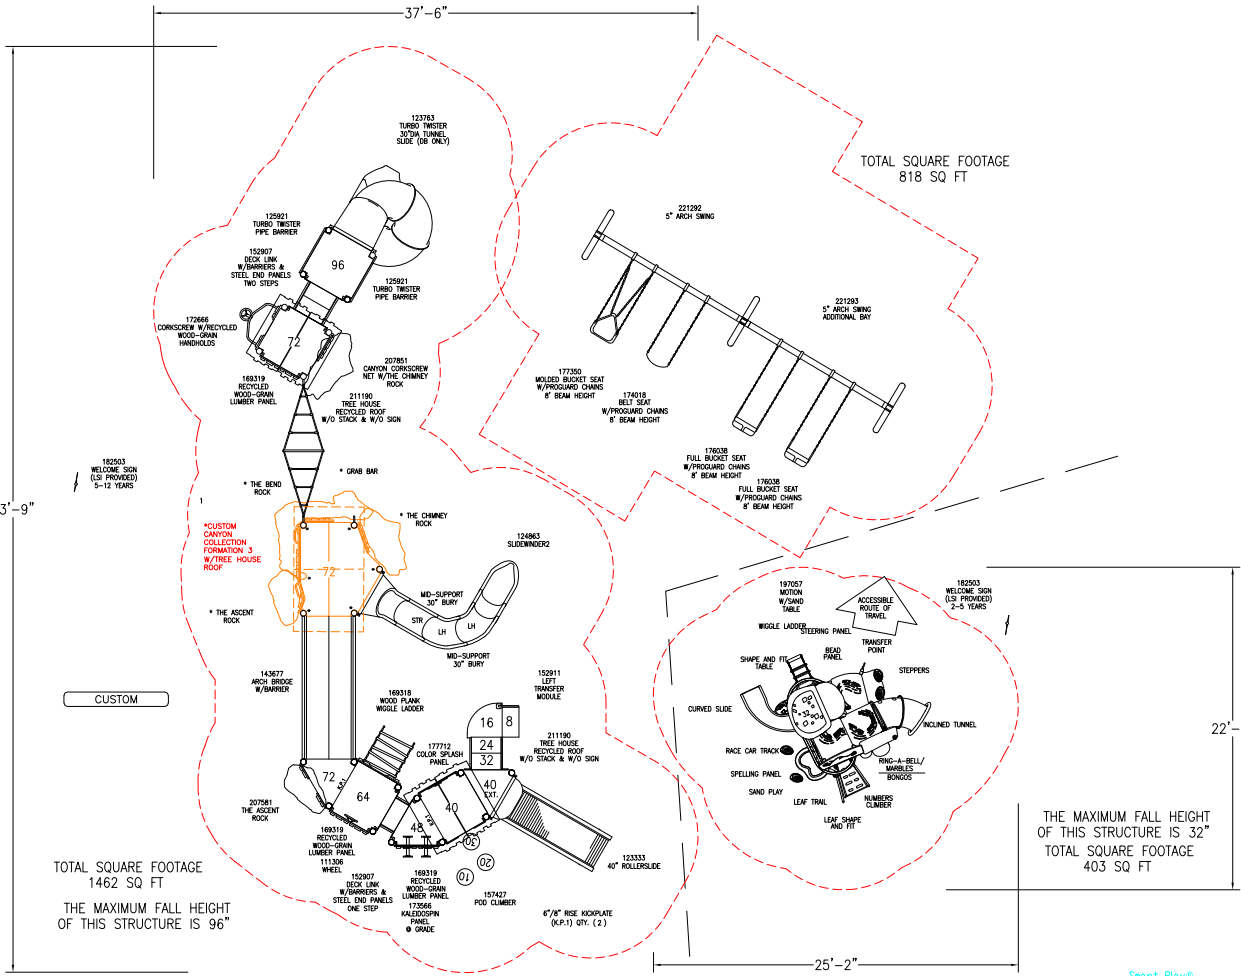 37'-6"
123763
TURBO TWISTER
30"DIA TUNNEL
SLIDE (DB ONLY)
TOTAL SQUARE FOOTAGE
818 SQ FT
221292
5" ARCH SWING
125921
TURBO TWISTER
PIPE BARRIER
152907
DECK LINK
W/BARRIERS &
STEEL END PANELS
TWO STEPS
96
125921
TURBO TWISTER
PIPE BARRIER
221293
5" ARCH SWING
ADDITIONAL BAY
172666
CORKSCREW W/RECYCLED
WOOD-GRAIN
HANDHOLDS
72
207851
CANYON CORKSCREW
NET W/THE CHIMNEY
ROCK
169319
RECYCLED
WOOD-GRAIN
LUMBER PANEL
211190
TREE HOUSE
RECYCLED ROOF
W/O STACK & W/O SIGN
177350
MOLDED BUCKET SEAT
W/PROGUARD CHAINS
8' BEAM HEIGHT
174018
BELT SEAT
W/PROGUARD CHAINS
8' BEAM HEIGHT
176038
FULL BUCKET SEAT
W/PROGUARD CHAINS
8' BEAM HEIGHT
176038
FULL BUCKET SEAT
W/PROGUARD CHAINS
8' BEAM HEIGHT
182503
WELCOME SIGN
(LSI PROVIDED)
5-12 YEARS
* GRAB BAR
* THE BEND
ROCK
1
3'-9"
* THE CHIMNEY
ROCK
*CUSTOM
CANYON
COLLECTION
FORMATION 3
W/TREE HOUSE
ROOF
72
124863
SLIDEWINDER2
MID-SUPPORT
30" BURY
STR
LH
LH
MID-SUPPORT
30" BURY
* THE ASCENT
ROCK
197057
MOTION
W/SAND
TABLE
ACCESSIBLE
ROUTE OF
TRAVEL
182503
WELCOME SIGN
(LSI PROVIDED)
2-5 YEARS
WIGGLE LADDER
STEERING PANEL
TRANSFER
POINT
BEAD
PANEL
SHAPE AND FIT
TABLE
STEPPERS
CURVED SLIDE
32
INCLINED TUNNEL
RACE CAR TRACK
RING-A-BELL/
MARBLES
BONGOS
SPELLING PANEL
SAND PLAY
LEAF TRAIL
NUMBERS
CLIMBER
LEAF SHAPE
AND FIT
143677
ARCH BRIDGE
W/BARRIER
CUSTOM
169318
WOOD PLANK
WIGGLE LADDER
152911
LEFT
TRANSFER
MODULE
16
8
24
32
177712
COLOR SPLASH
PANEL
211190
TREE HOUSE
RECYCLED ROOF
W/O STACK & W/O SIGN
22'-
72
K.P.1
64
40
40
EXT.
K.P.1
48
30
20
10
207581
THE ASCENT
ROCK
169319
RECYCLED
WOOD-GRAIN
LUMBER PANEL
111306
WHEEL
152907
DECK LINK
W/BARRIERS &
STEEL END PANELS
ONE STEP
169319
RECYCLED
WOOD-GRAIN
LUMBER PANEL
173566
KALEIDOSPIN
PANEL
@ GRADE
157427
POD CLIMBER
123333
40" ROLLERSLIDE
6"/8" RISE KICKPLATE
(K.P.1) QTY. ( 2 )
THE MAXIMUM FALL HEIGHT
OF THIS STRUCTURE IS 32"
TOTAL SQUARE FOOTAGE
403 SQ FT
TOTAL SQUARE FOOTAGE
1462 SQ FT
THE MAXIMUM FALL HEIGHT
OF THIS STRUCTURE IS 96"
25'-2"
Smart Play®